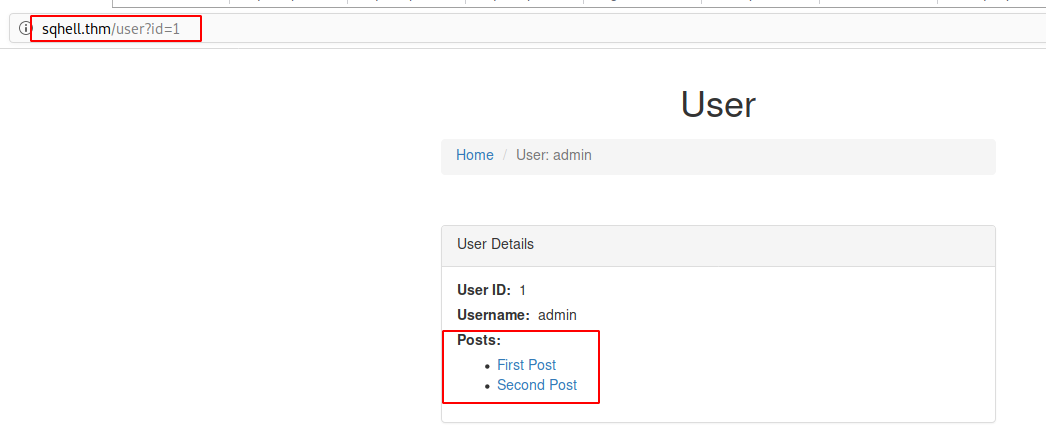 sqhell.thm/user?id=1
User
Home / User: admin
User Details
User ID: 1
Username: admin
Posts:
First Post
Second Post